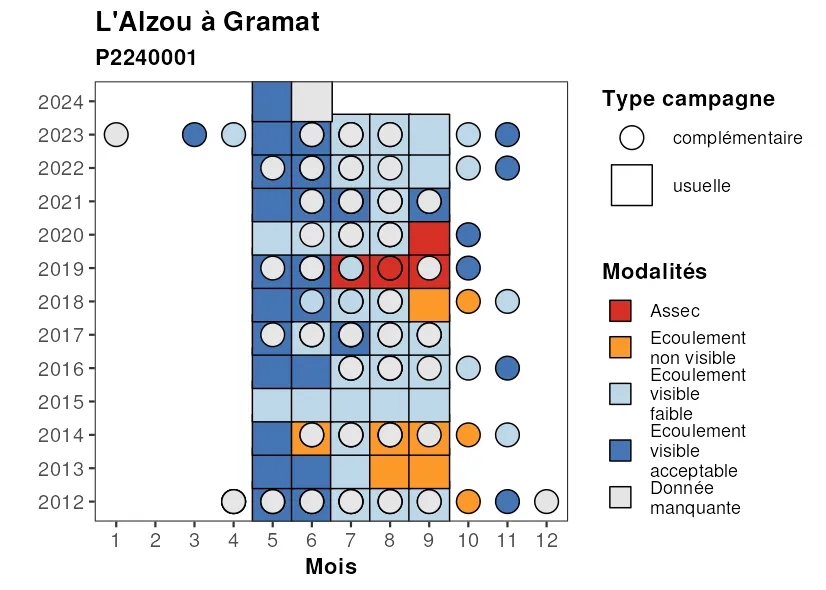 L'Alzou à Gramat
P2240001
2024
2023
2022
2021
2020
2019
2018
2017
2016
2015
2014
2013
2012
1 2 3 4 5 6 7 8 9 10 11 12
Mois
Type campagne
complémentaire
usuelle
Modalités
Assec
Ecoulement
non visible
Ecoulement
visible
faible
Ecoulement
visible
acceptable
Donnée
manquante